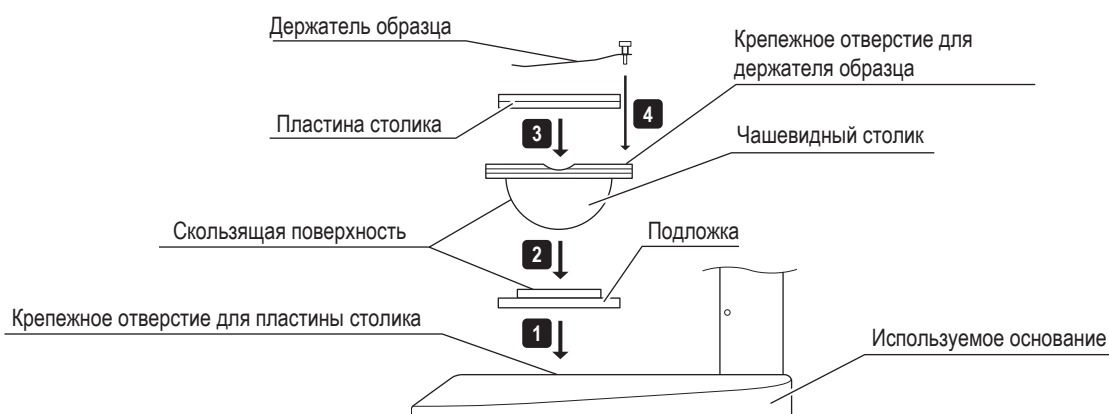 Держатель образца
Крепежное отверстие для
держателя образца
4
Пластина столика
3
Чашевидный столик
Скользящая поверхность
2
Подложка
Крепежное отверстие для пластины столика
1
Используемое основание